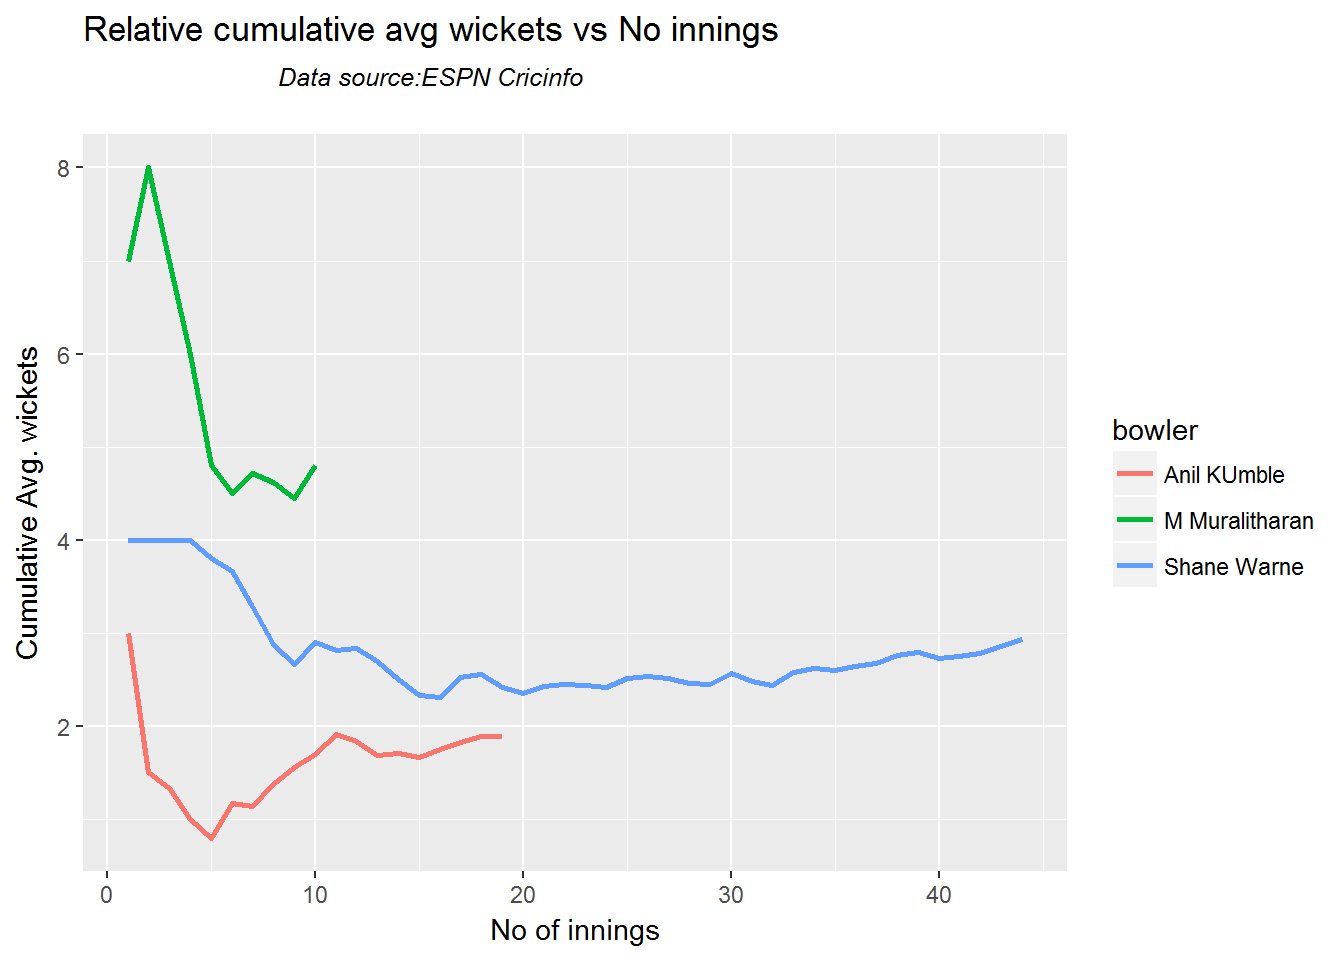 Relative cumulative avg wickets vs No innings
Data source:ESPN Cricinfo
Cumulative Avg. wickets
8
6
4
2
0
10
20
30
40
No of innings
bowler
Anil KUmble
M Muralitharan
Shane Warne